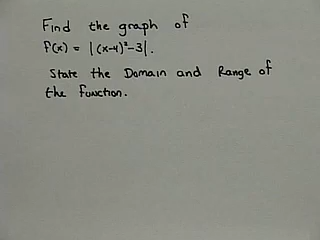 Find the graph of
f(x) = |(x-4)²-3|.
State the Domain and Range of
the function.